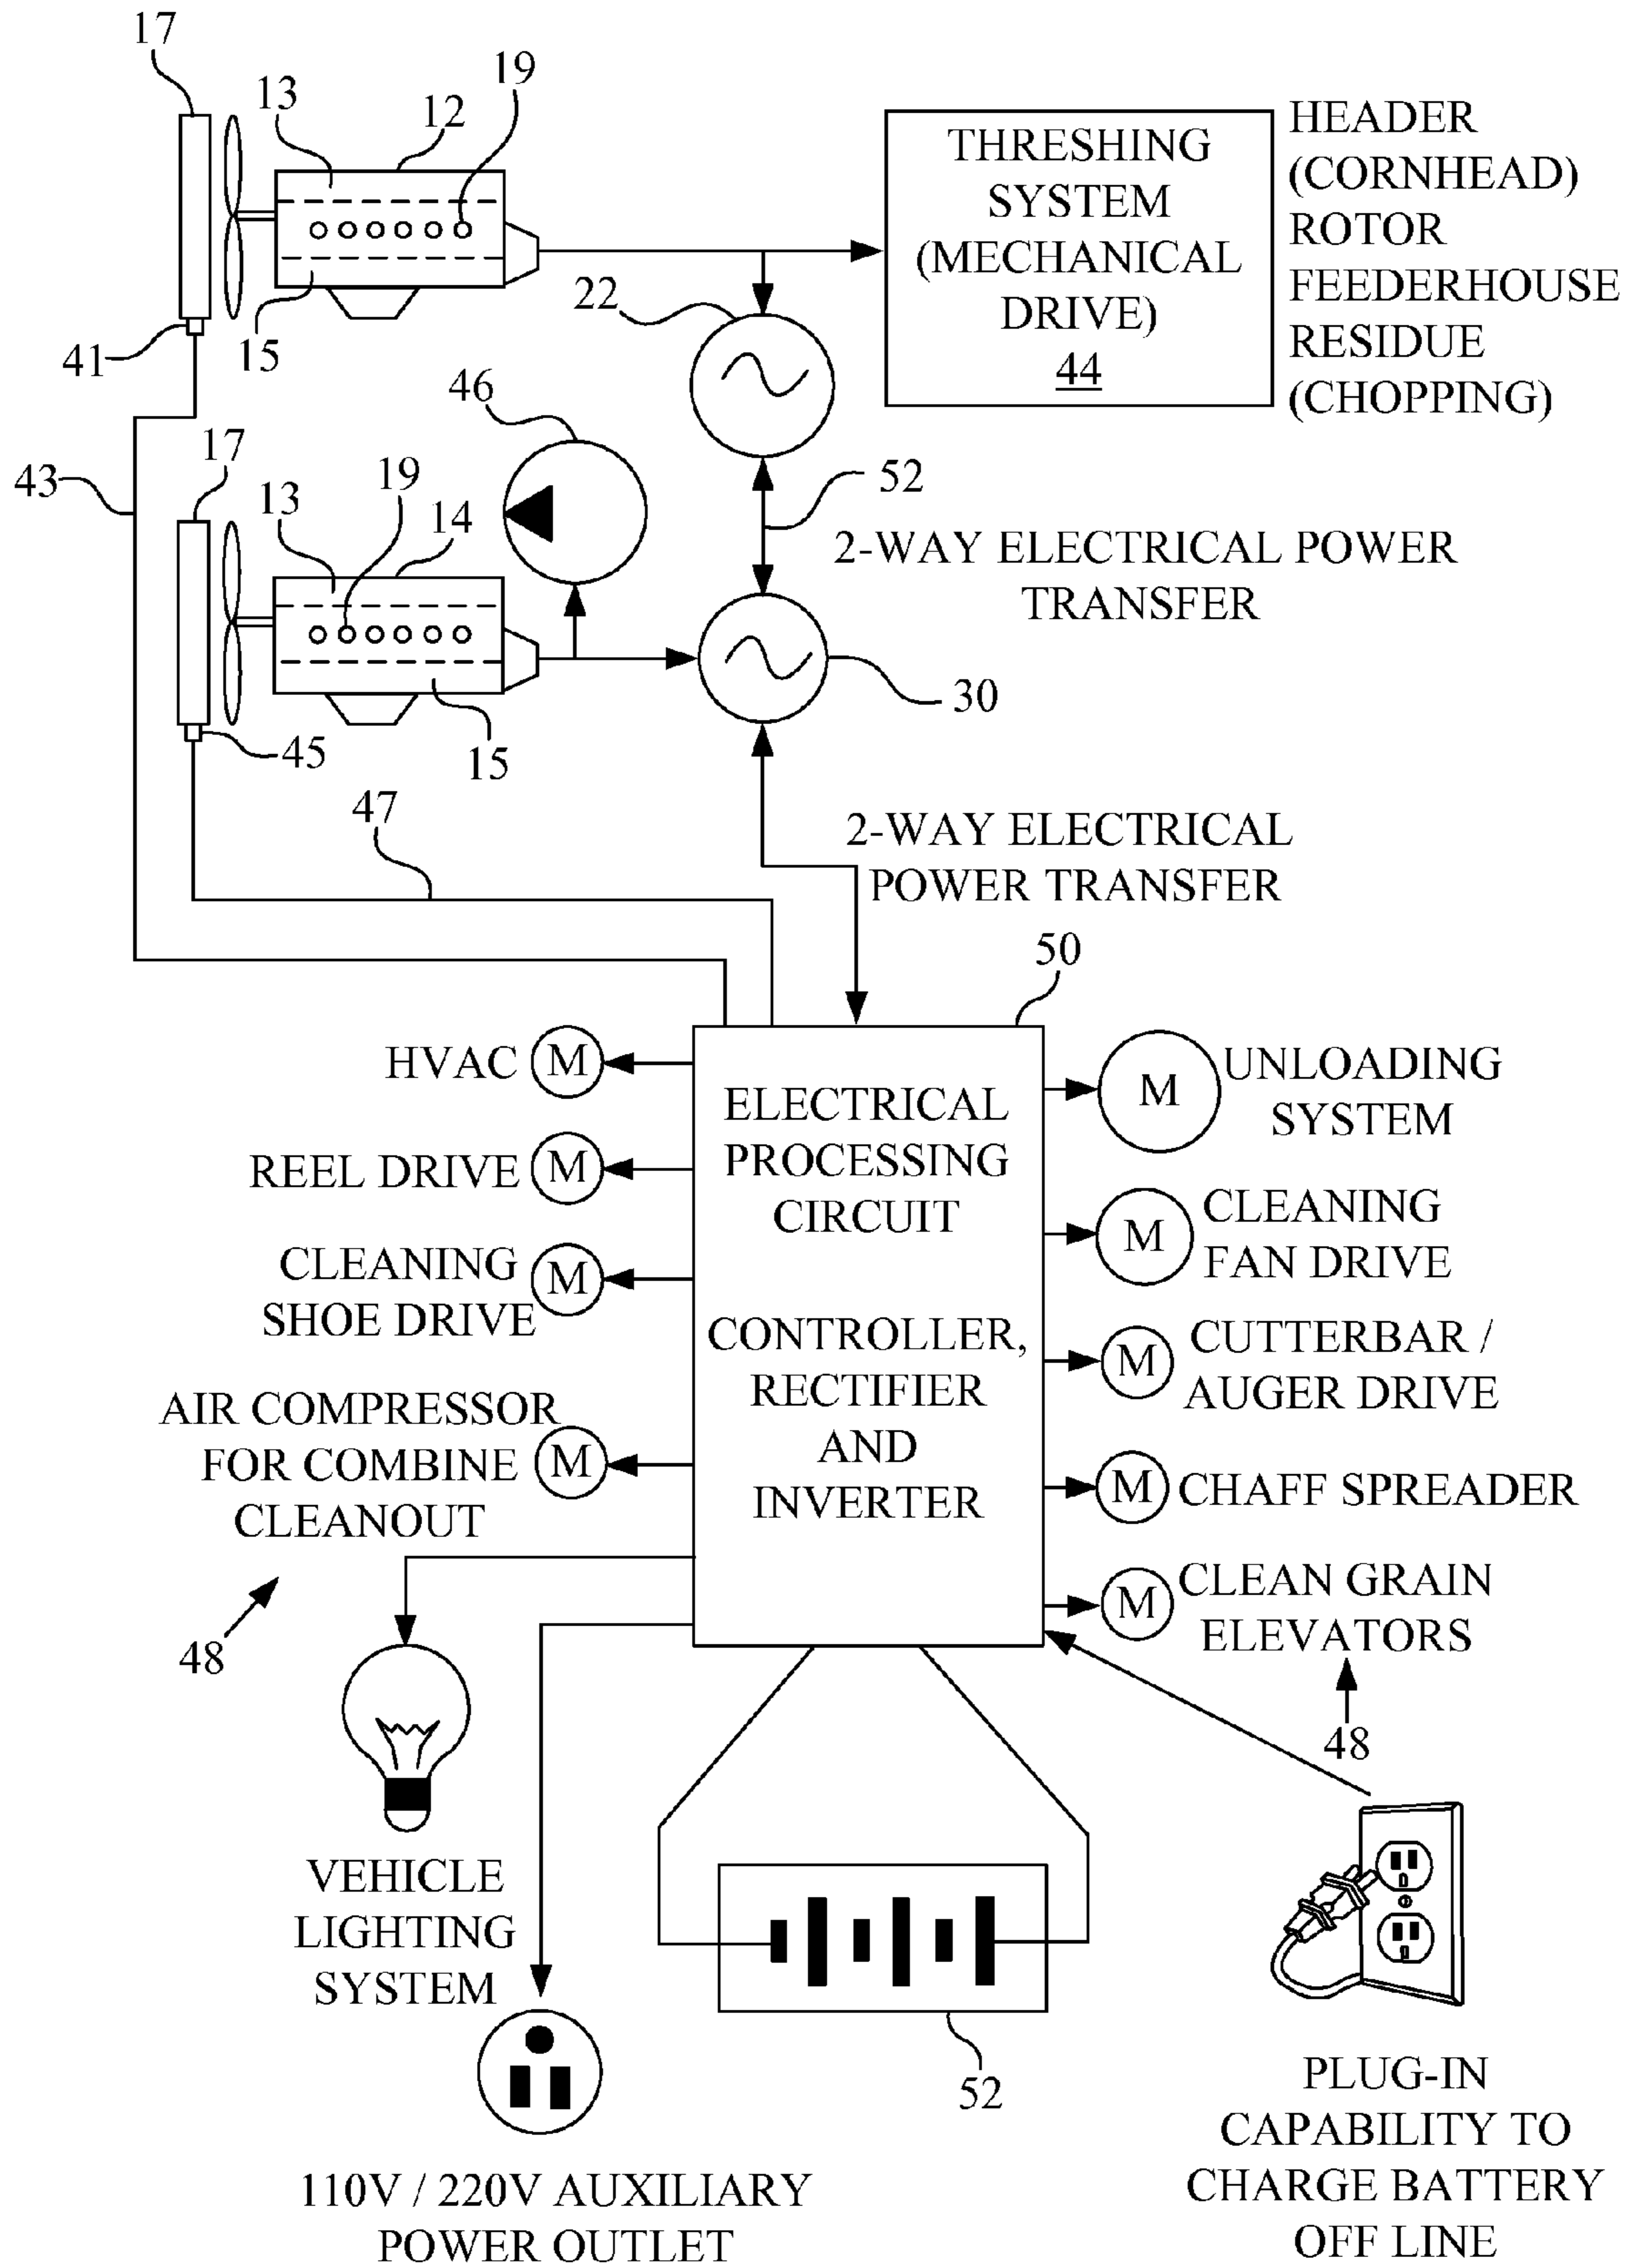 17
19
13
12
THRESHING
SYSTEM
(MECHANICAL
DRIVE)
44
HEADER
(CORNHEAD)
ROTOR
FEEDERHOUSE
RESIDUE
(CHOPPING)
22
41
15
46
17
43
19
13
14
52
2-WAY ELECTRICAL POWER
TRANSFER
30
45
15
47
2-WAY ELECTRICAL
POWER TRANSFER
50
HVAC
M
REEL DRIVE
M
CLEANING
SHOE DRIVE
M
AIR COMPRESSOR
FOR COMBINE
CLEANOUT
M
48
ELECTRICAL
PROCESSING
CIRCUIT
CONTROLLER,
RECTIFIER
AND
INVERTER
M
UNLOADING
SYSTEM
M
CLEANING
FAN DRIVE
M
CUTTERBAR /
AUGER DRIVE
M
CHAFF SPREADER
M
CLEAN GRAIN
ELEVATORS
48
VEHICLE
LIGHTING
SYSTEM
52
110V / 220V AUXILIARY
POWER OUTLET
PLUG-IN
CAPABILITY TO
CHARGE BATTERY
OFF LINE